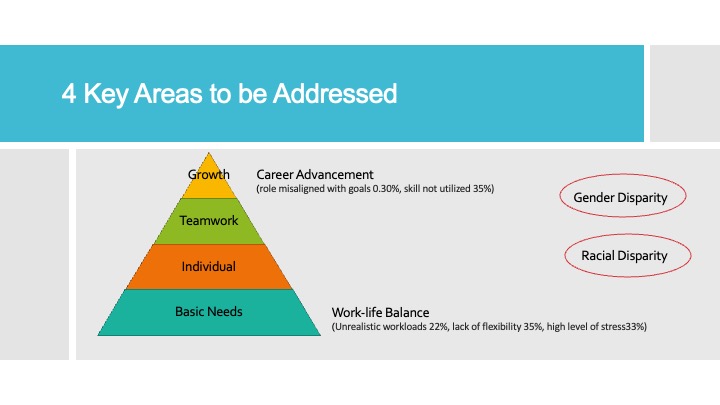 4 Key Areas to be Addressed
Growth
Career Advancement
(role misaligned with goals 0.30%, skill not utilized 35%)
Gender Disparity
Teamwork
Racial Disparity
Individual
Basic Needs
Work-life Balance
(Unrealistic workloads 22%, lack of flexibility 35%, high level of stress33%)